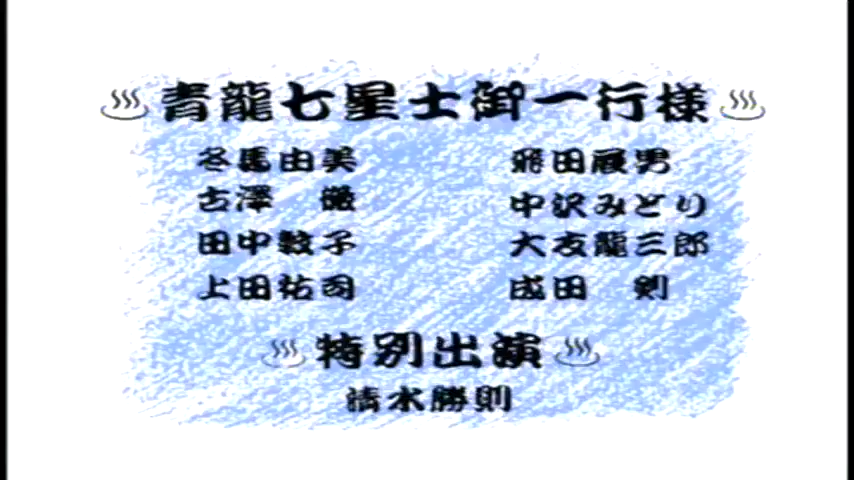 ♨青龍七星士御一行様♨
冬馬由美 飛田展男
古澤 徹 中沢みどり
田中敦子 大友龍三郎
上田祐司 成田 剣
♨特別出演♨
清水勝則